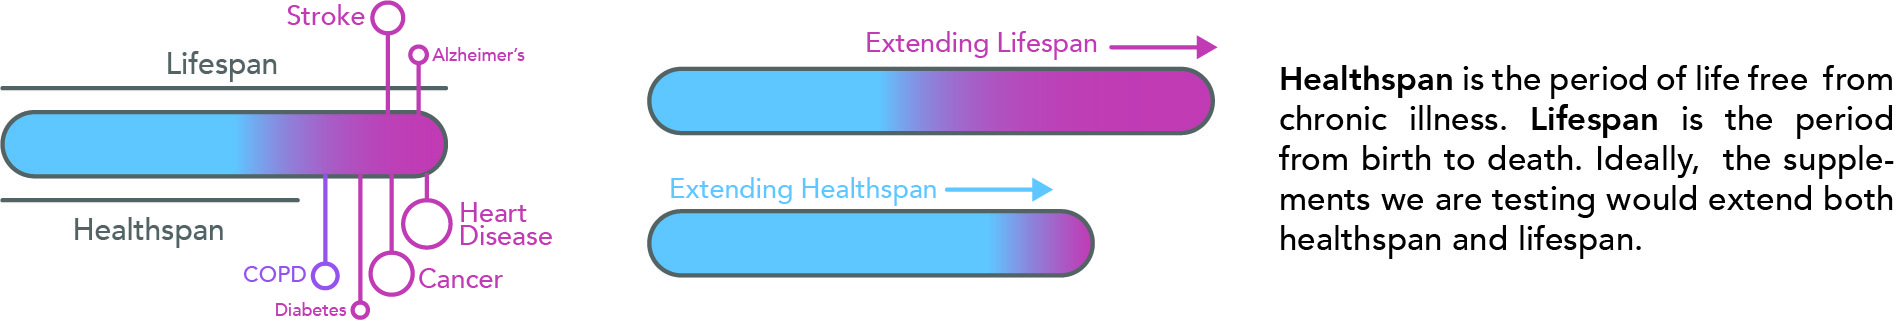 Stroke
Alzheimer's
Lifespan
Healthspan
COPD
Diabetes
Cancer
Heart
Disease
Extending Lifespan
Extending Healthspan
Healthspan is the period of life free from
chronic illness. Lifespan is the period
from birth to death. Ideally, the supple-
ments we are testing would extend both
healthspan and lifespan.